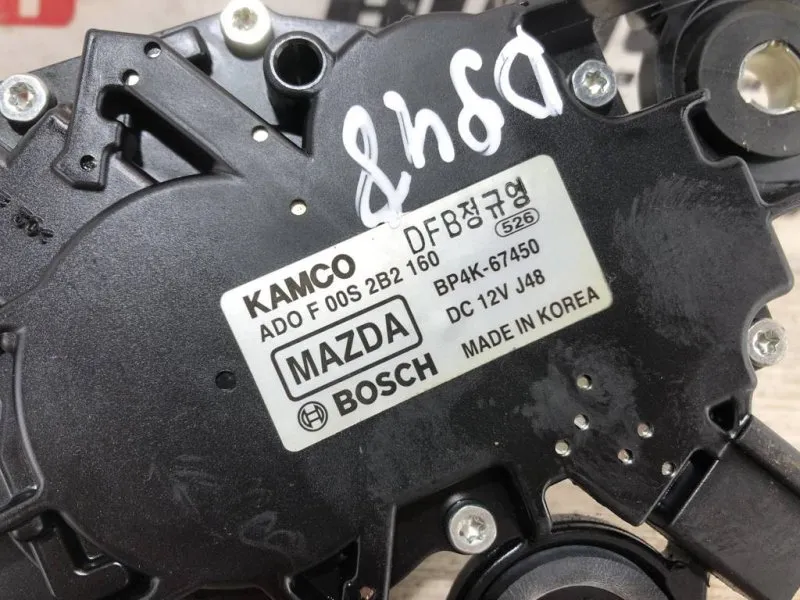 D948
KAMCO DFB정규영
ADO F 00S 2B2 160 526
MAZDA BP4K-67450
DC 12V J48
BOSCH MADE IN KOREA